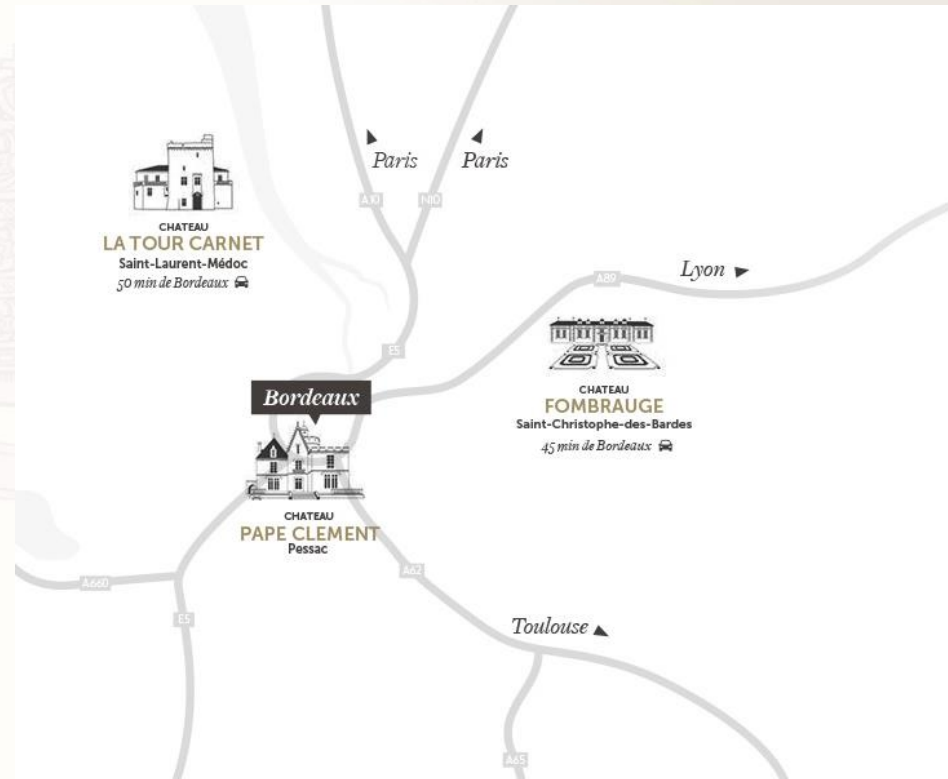 Paris
Paris
A10
N10
CHATEAU
LA TOUR CARNET
Saint-Laurent-Médoc
50 min de Bordeaux
Lyon
A89
E5
CHATEAU
FOMBRAUGE
Saint-Christophe-des-Bardes
45 min de Bordeaux
Bordeaux
CHATEAU
PAPE CLEMENT
Pessac
A660
A62
E5
Toulouse
A65